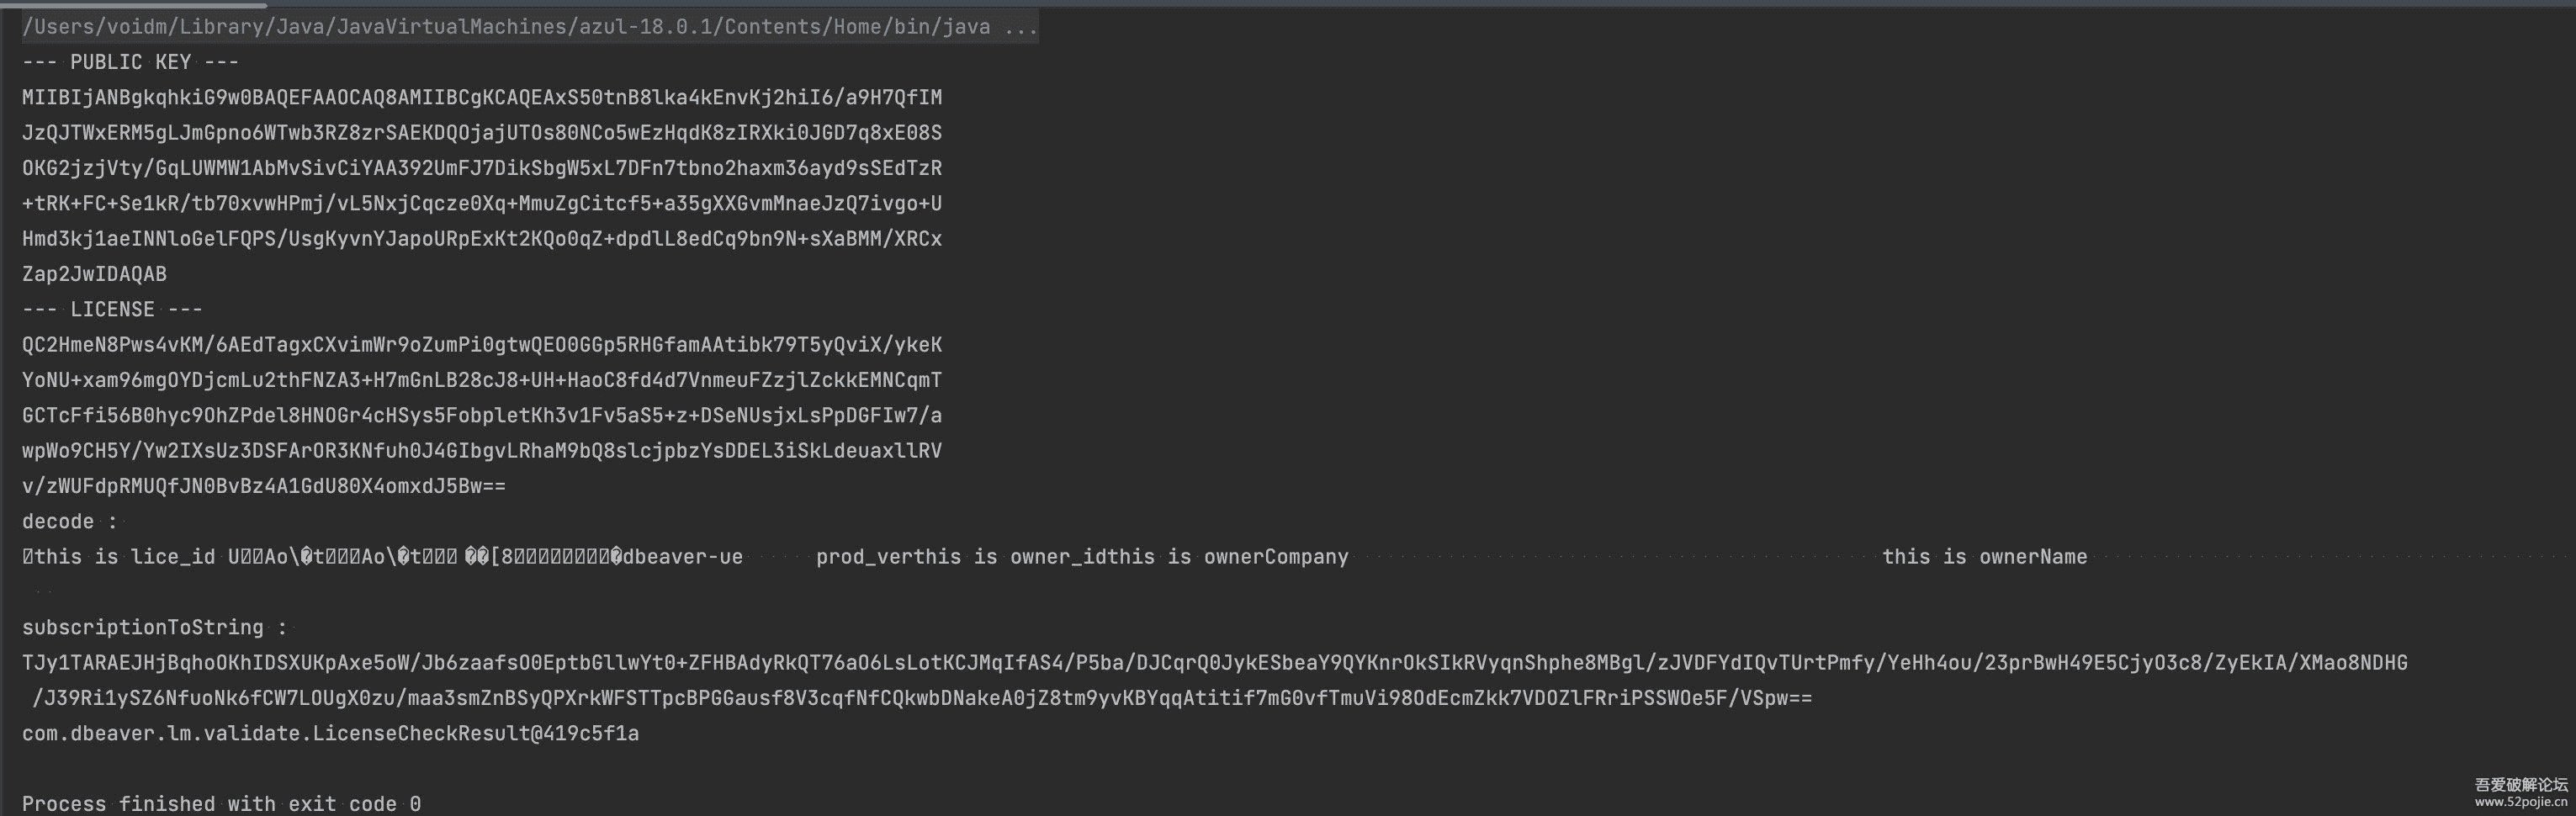 /Users/voidm/Library/Java/JavaVirtualMachines/azul-18.0.1/Contents/Home/bin/java ...
--- PUBLIC KEY ---
MIIBIjANBgkqhkiG9w0BAQEFAAOCAQ8AMIIBCgKCAQEAxS50tnB8lka4kEnvKj2hiI6/a9H7QfIM
JzQJTWxERM5gLJmGpno6WTwb3RZ8zrSAEKDQOjajUTOs80NCo5wEzHqdK8zIRXki0JGD7q8xE08S
OKG2jzjVty/GqLUWMW1AbMvSivCiYAA392UmFJ7DikSbgW5xL7DFn7tbno2haxm36ayd9sSEdTzR
+tRK+FC+Se1kR/tb70xvwHPmj/vL5NxjCqcze0Xq+MmuZgCitcf5+a35gXXGvmMnaeJzQ7ivgo+U
Hmd3kj1aeINNloGelFQPS/UsgKyvnYJapoURpExKt2KQo0qZ+dpdlL8edCq9bn9N+sXaBMM/XRCx
Zap2JwIDAQAB
--- LICENSE ---
QC2HmeN8Pws4vKM/6AEdTagxCXvimWr9oZumPi0gtwQEO0GGp5RHGfamAAtibk79T5yQviX/ykeK
YoNU+xam96mgOYDjcmLu2thFNZA3+H7mGnLB28cJ8+UH+HaoC8fd4d7VnmeuFZzjlZckkEMNCqmT
GCTcFfi56B0hyc9OhZPdel8HNOGr4cHSys5FobpletKh3v1Fv5aS5+z+DSeNUsjxLsPpDGFIw7/a
wpWo9CH5Y/Yw2IXsUz3DSFArOR3KNfuh0J4GIbgvLRhaM9bQ8slcjpbzYsDDEL3iSkLdeuaxllRV
v/zWUFdpRMUQfJN0BvBz4A1GdU80X4omxdJ5Bw==
decode :
this is lice_id U Ao\�t Ao\�t ��[8 �dbeaver-ue prod_verthis is owner_idthis is ownerCompany this is ownerName
subscriptionToString :
TJy1TARAEJHjBqhoOKhIDSXUKpAxe5oW/Jb6zaafsO0EptbGllwYt0+ZFHBAdyRkQT76aO6LsLotKCJMqIfAS4/P5ba/DJCqrQ0JykESbeaY9QYKnrOkSIkRVyqnShphe8MBgl/zJVDFYdIQvTUrtPmfy/YeHh4ou/23prBwH49E5CjyO3c8/ZyEkIA/XMao8NDHG
/J39Ri1ySZ6NfuoNk6fCW7LOUgX0zu/maa3smZnBSyQPXrkWFSTTpcBPGGausf8V3cqfNfCQkwbDNakeA0jZ8tm9yvKBYqqAtitif7mG0vfTmuVi98OdEcmZkk7VDOZlFRriPSSWOe5F/VSpw==
com.dbeaver.lm.validate.LicenseCheckResult@419c5f1a
Process finished with exit code 0
吾爱破解论坛
www.52pojie.cn